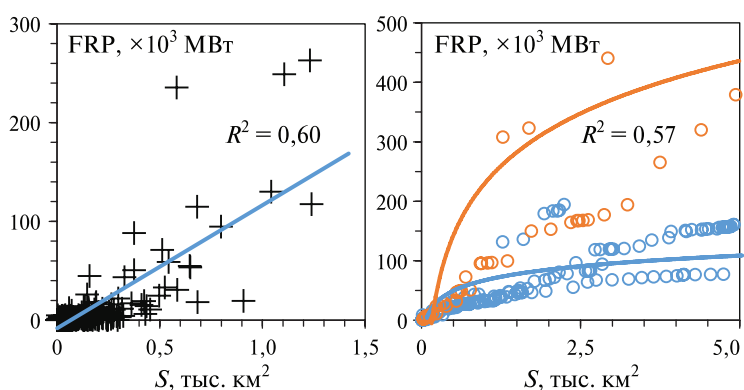 300
FRP, ×10³ МВт
200
R² = 0,60
100
0
0
0,5
1,0
1,5
S, тыс. км²
500
FRP, ×10³ МВт
400
R² = 0,57
300
200
100
0
0
2,5
5,0
S, тыс. км²